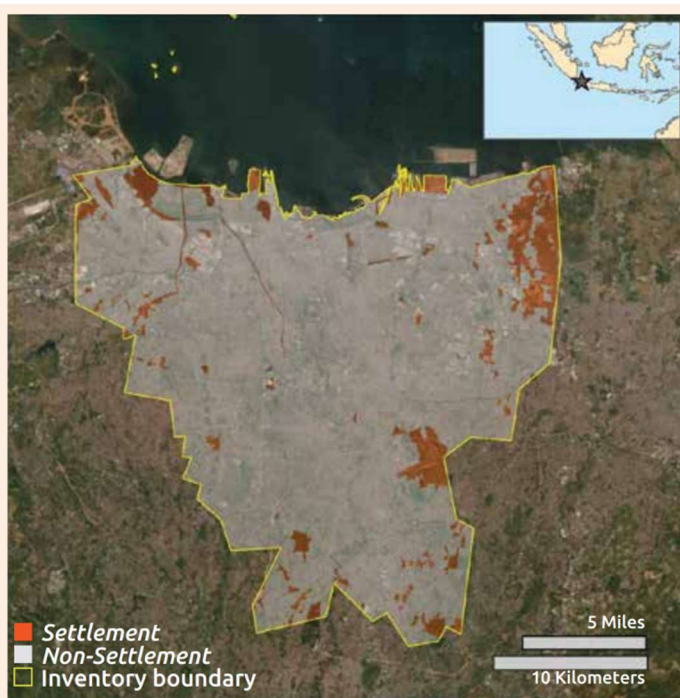 Settlement
Non-Settlement
Inventory boundary
5 Miles
10 Kilometers